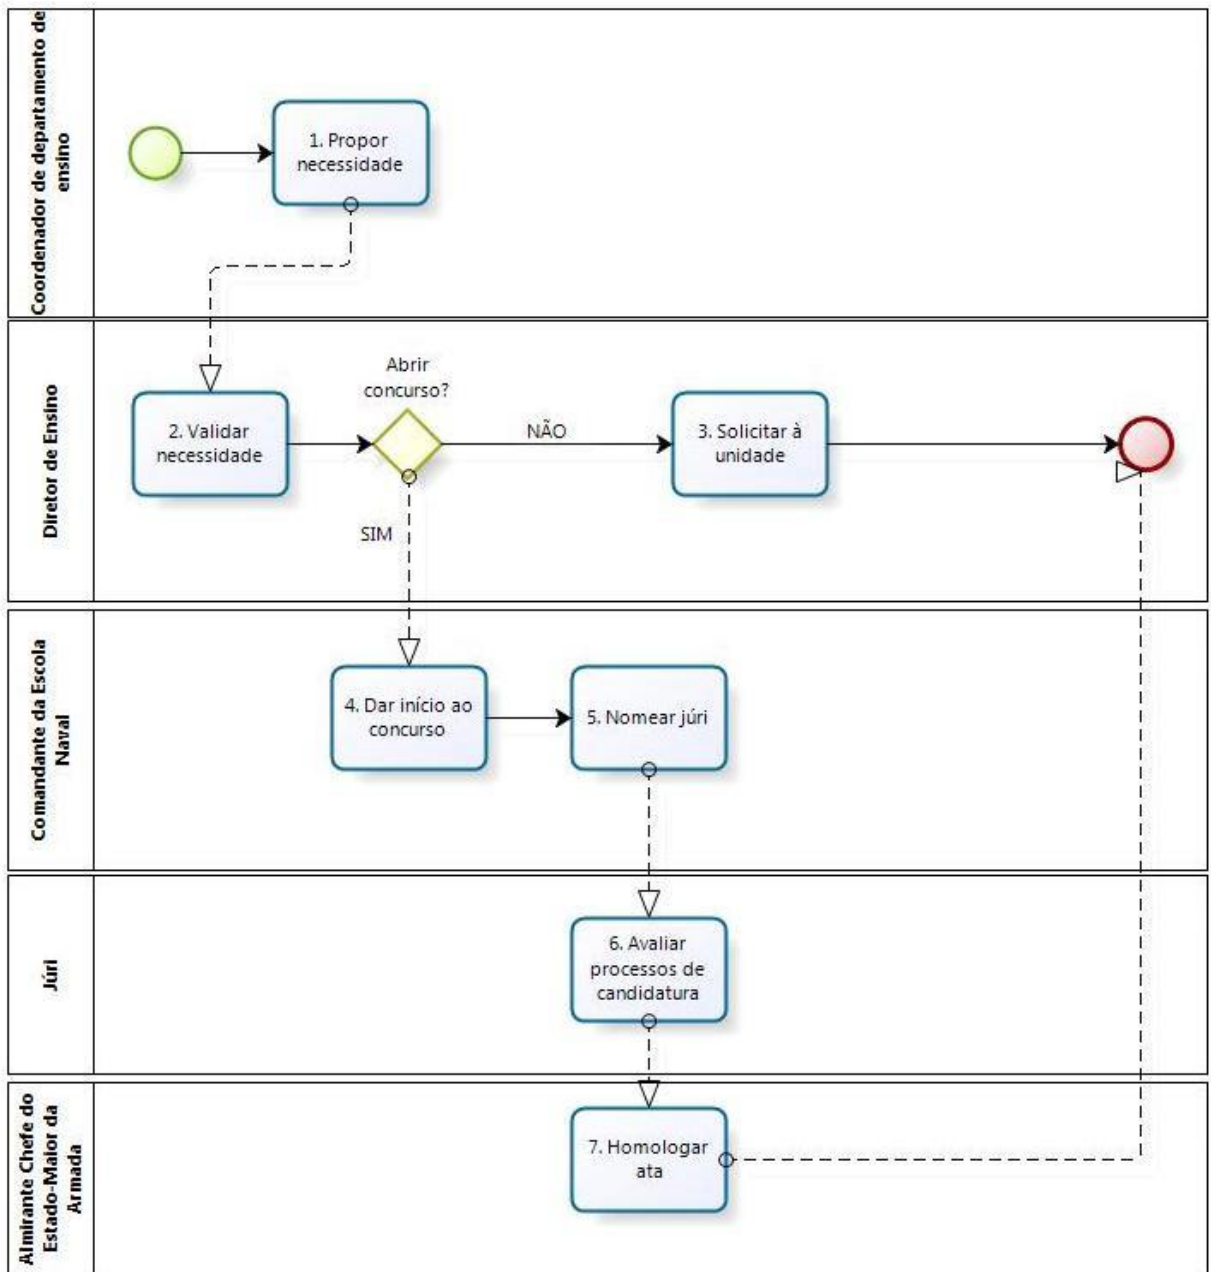 Coordenador de departamento de
ensino
1. Propor
necessidade
Diretor de Ensino
2. Validar
necessidade
Abrir
concurso?
NÃO
3. Solicitar à
unidade
SIM
Comandante da Escola
Naval
4. Dar início ao
concurso
5. Nomear júri
Júri
6. Avaliar
processos de
candidatura
Almirante Chefe do
Estado-Maior da
Armada
7. Homologar
ata